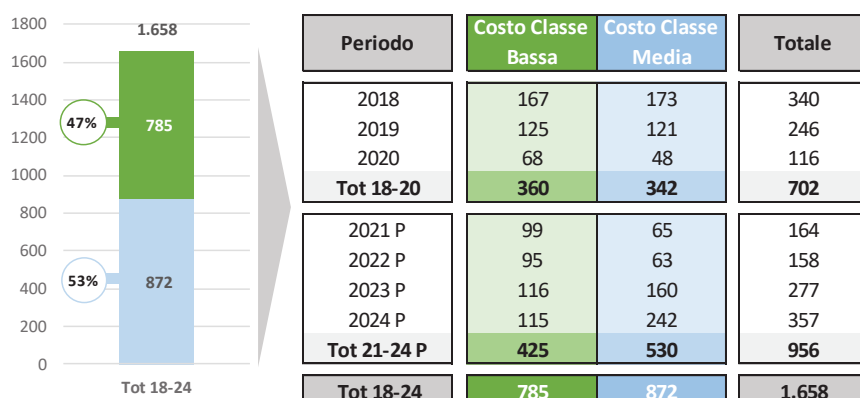 1800
1600
1400
1200
1000
800
600
400
200
0
1.658
47%
785
53%
872
Tot 18-24
Periodo Costo Classe Bassa Costo Classe Media Totale
2018 167 173 340
2019 125 121 246
2020 68 48 116
Tot 18-20 360 342 702
2021 P 99 65 164
2022 P 95 63 158
2023 P 116 160 277
2024 P 115 242 357
Tot 21-24 P 425 530 956
Tot 18-24 785 872 1.658